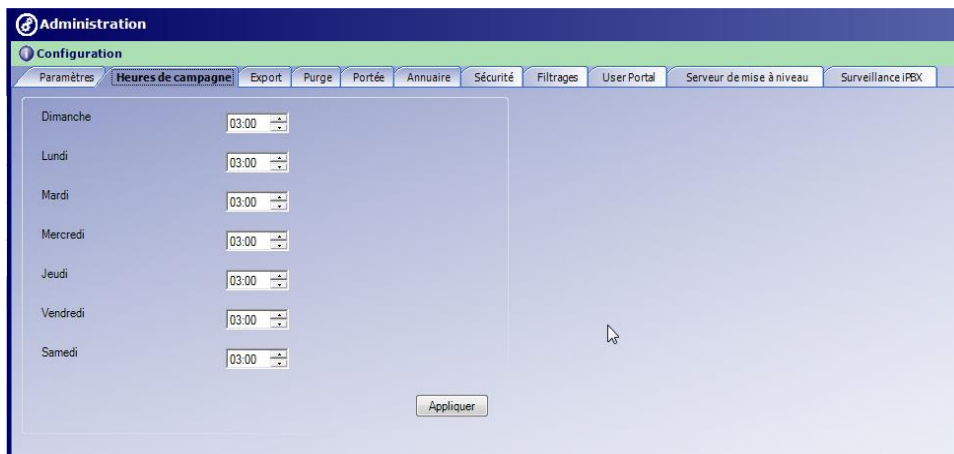 Administration
Configuration
Paramètres Heures de campagne Export Purge Portée Annuaire Sécurité Filtrages User Portal Serveur de mise à niveau Surveillance iPBX
Dimanche 03:00
Lundi 03:00
Mardi 03:00
Mercredi 03:00
Jeudi 03:00
Vendredi 03:00
Samedi 03:00
Appliquer